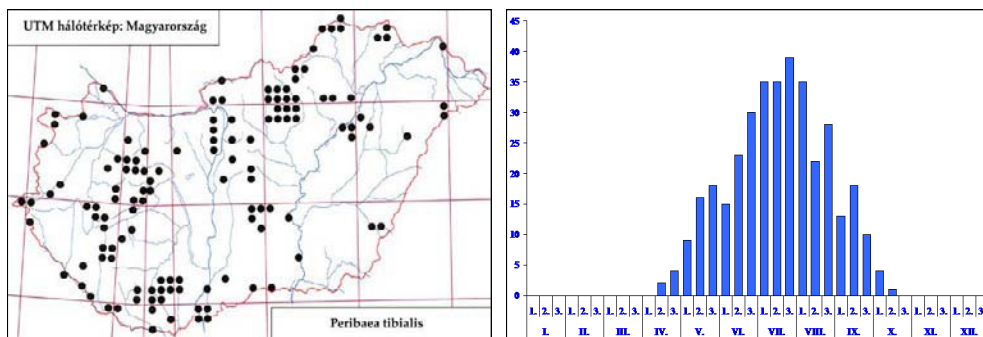 UTM hálótérkép: Magyarország
Peribaea tibialis
45
40
35
30
25
20
15
10
5
0
1. 2. 3. 1. 2. 3. 1. 2. 3. 1. 2. 3. 1. 2. 3. 1. 2. 3. 1. 2. 3. 1. 2. 3. 1. 2. 3. 1. 2. 3. 1. 2. 3. 1. 2. 3.
I. II. III. IV. V. VI. VII. VIII. IX. X. XI. XII.